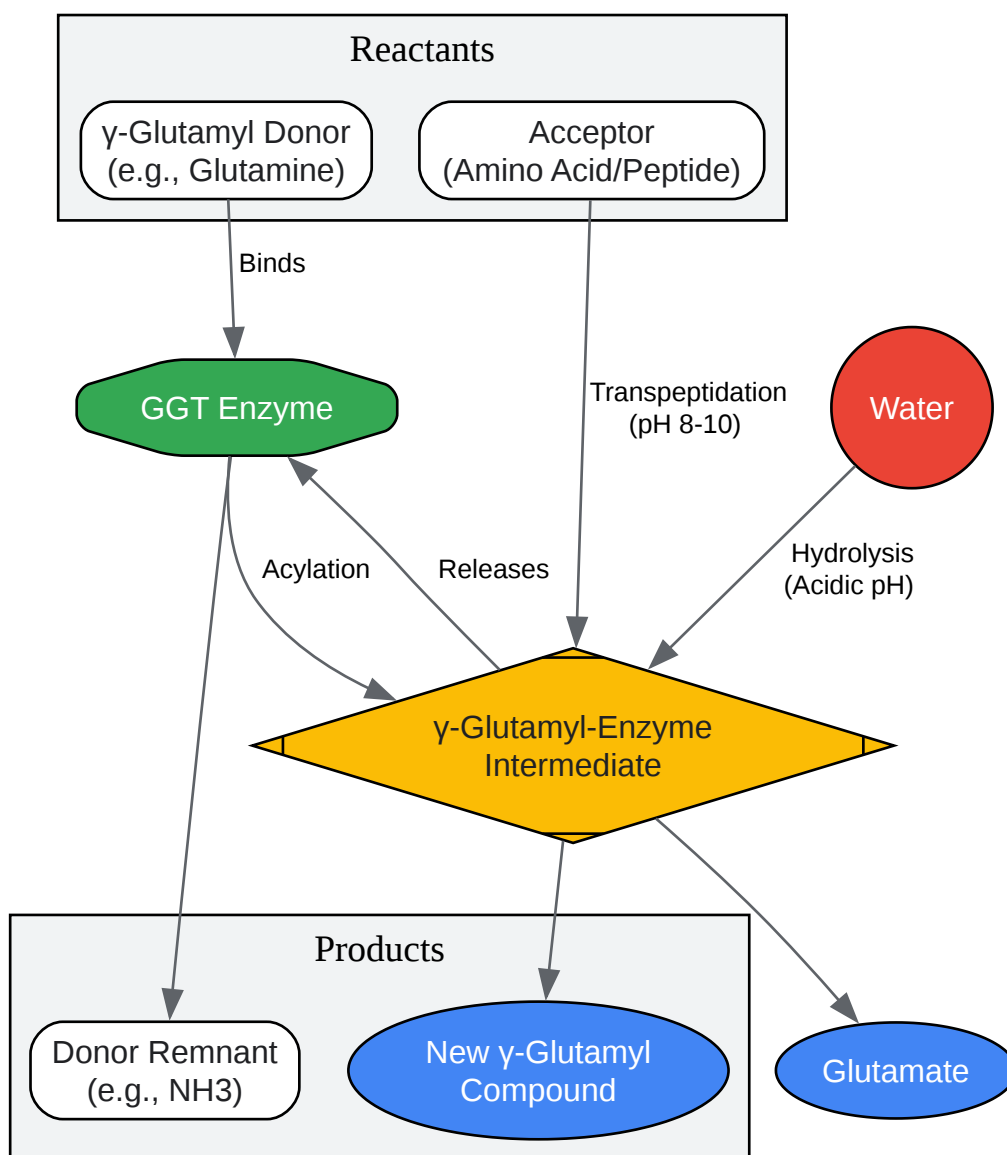 Reactants
γ-Glutamyl Donor
(e.g., Glutamine)
Acceptor
(Amino Acid/Peptide)
Binds
GGT Enzyme
Transpeptidation
(pH 8-10)
Water
Acylation
Releases
Hydrolysis
(Acidic pH)
γ-Glutamyl-Enzyme
Intermediate
Products
Donor Remnant
(e.g., NH3)
New γ-Glutamyl
Compound
Glutamate